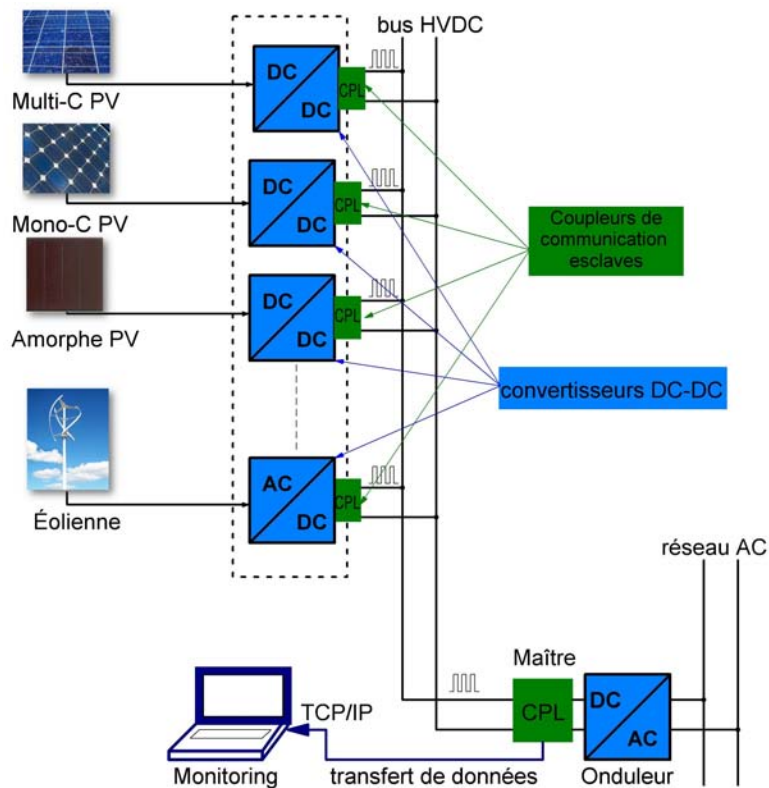 bus HVDC
DC
DC
CPL
Multi-C PV
DC
DC
CPL
Mono-C PV
Coupleurs de
communication
esclaves
DC
DC
CPL
Amorphe PV
convertisseurs DC-DC
AC
DC
CPL
Éolienne
réseau AC
Maître
TCP/IP
CPL
DC
AC
Monitoring
transfert de données
Onduleur